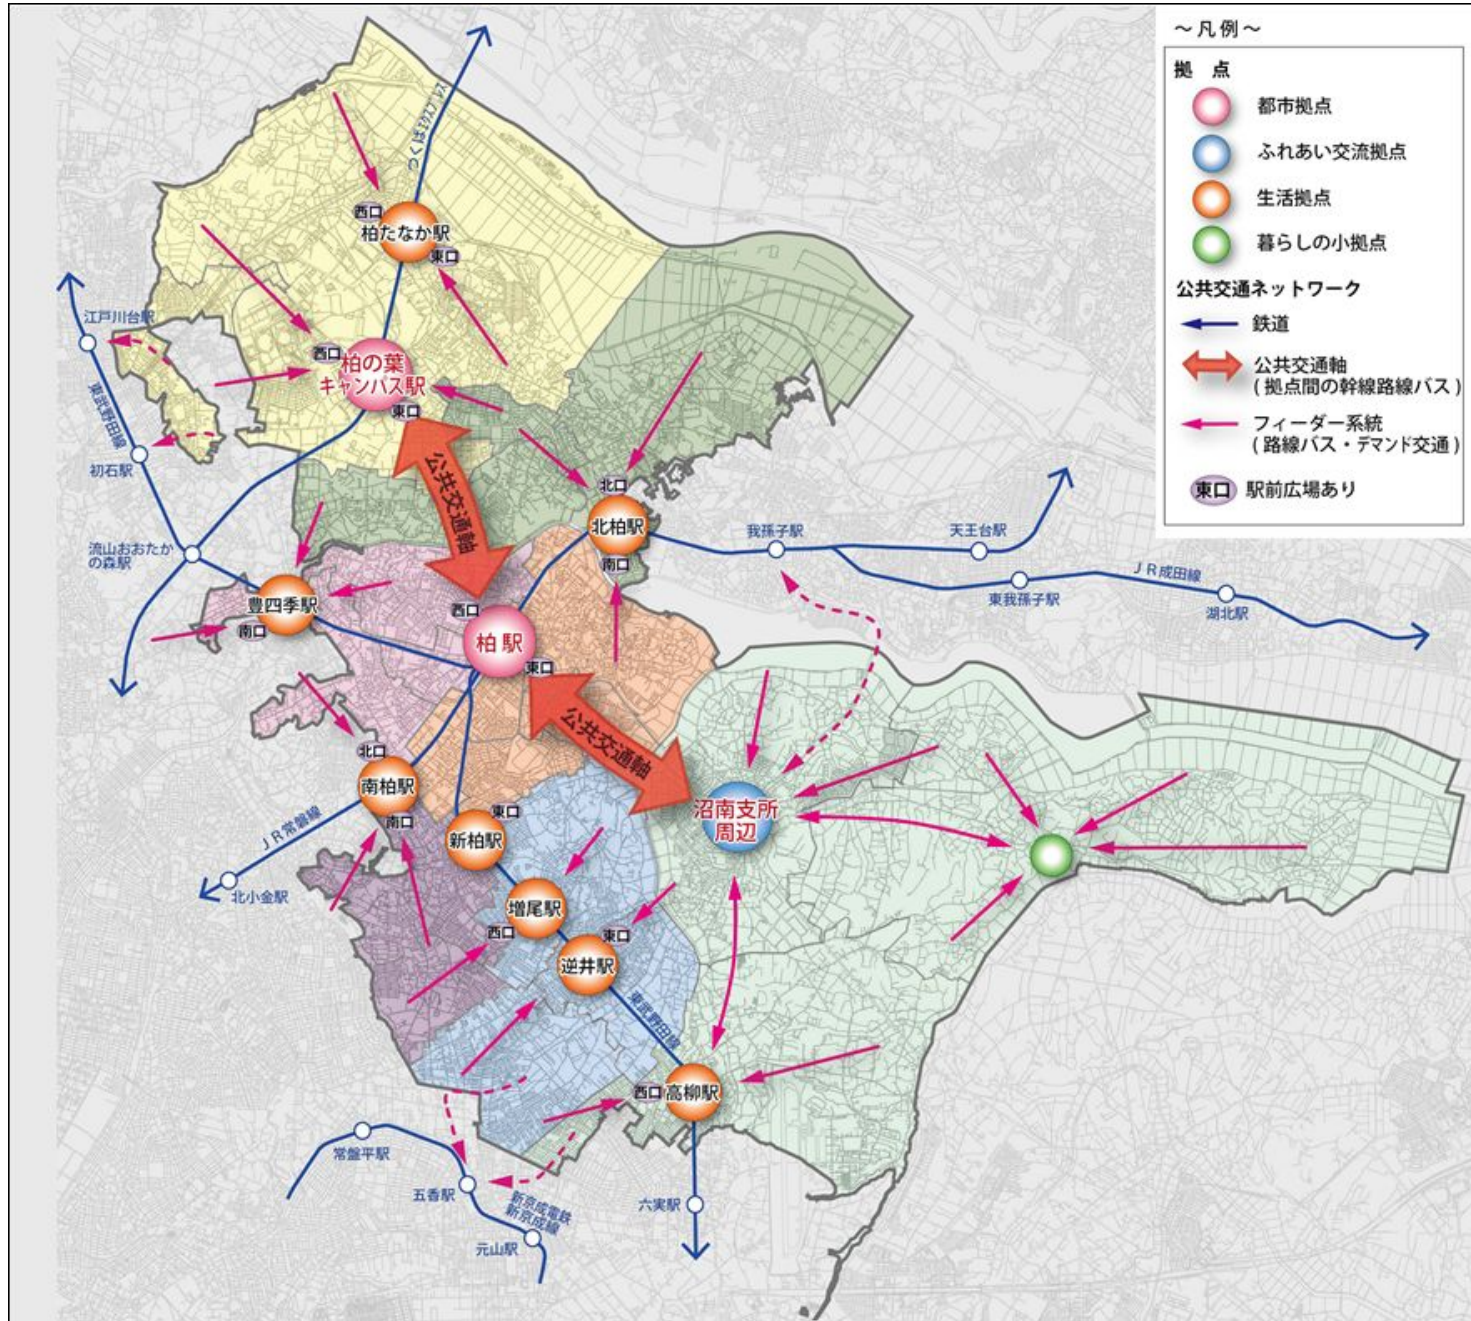 ～凡例～
拠　点
都市拠点
ふれあい交流拠点
生活拠点
暮らしの小拠点
公共交通ネットワーク
鉄道
公共交通軸
(拠点間の幹線路線バス)
フィーダー系統
(路線バス・デマンド交通)
東口 駅前広場あり
つくばエクスプレス
西口
柏たなか駅
東口
江戸川台駅
東武野田線
初石駅
流山おおたか
の森駅
西口
柏の葉
キャンパス駅
東口
公共交通軸
北口
北柏駅
南口
我孫子駅
天王台駅
東我孫子駅
ＪＲ成田線
湖北駅
豊四季駅
南口
西口
柏駅
東口
公共交通軸
北口
南柏駅
南口
ＪＲ常磐線
北小金駅
東口
新柏駅
沼南支所
周辺
増尾駅
西口
東口
逆井駅
東武野田線
西口
高柳駅
常盤平駅
五香駅
新京成電鉄
新京成線
元山駅
六実駅